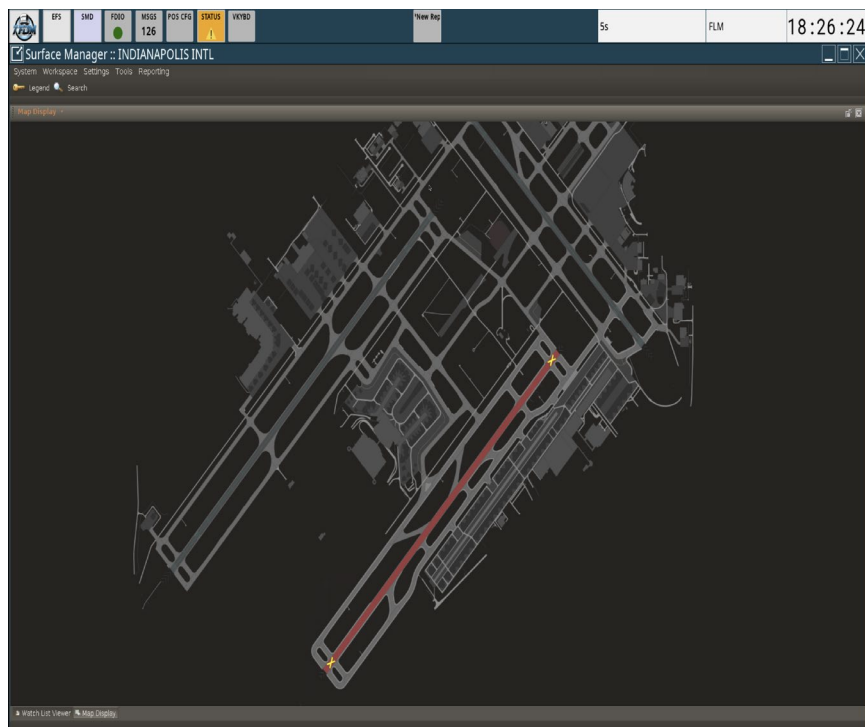 EFS SMD FDIO MSGS POS CFG STATUS VKYBD *New Rep 5s FLM 18:26:24
126
Surface Manager :: INDIANAPOLIS INTL
System Workspace Settings Tools Reporting
Legend Search
Map Display
Watch List Viewer Map Display